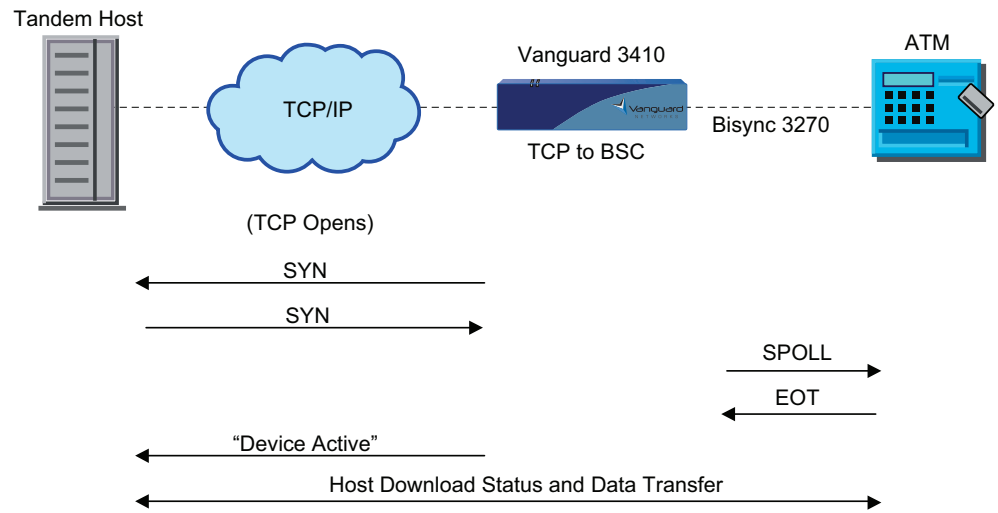 Tandem Host
TCP/IP
Vanguard 3410
Vanguard
NETWORKS
TCP to BSC
Bisync 3270
ATM
(TCP Opens)
SYN
SYN
SPOLL
EOT
“Device Active”
Host Download Status and Data Transfer